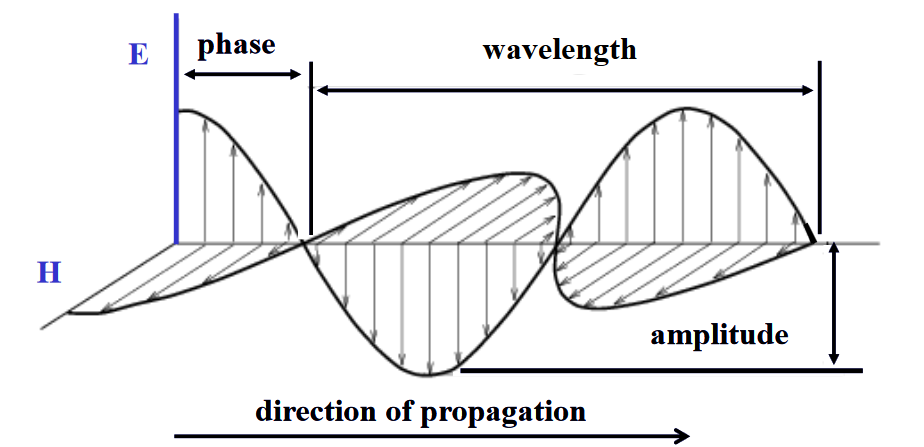 E
phase
wavelength
H
amplitude
direction of propagation